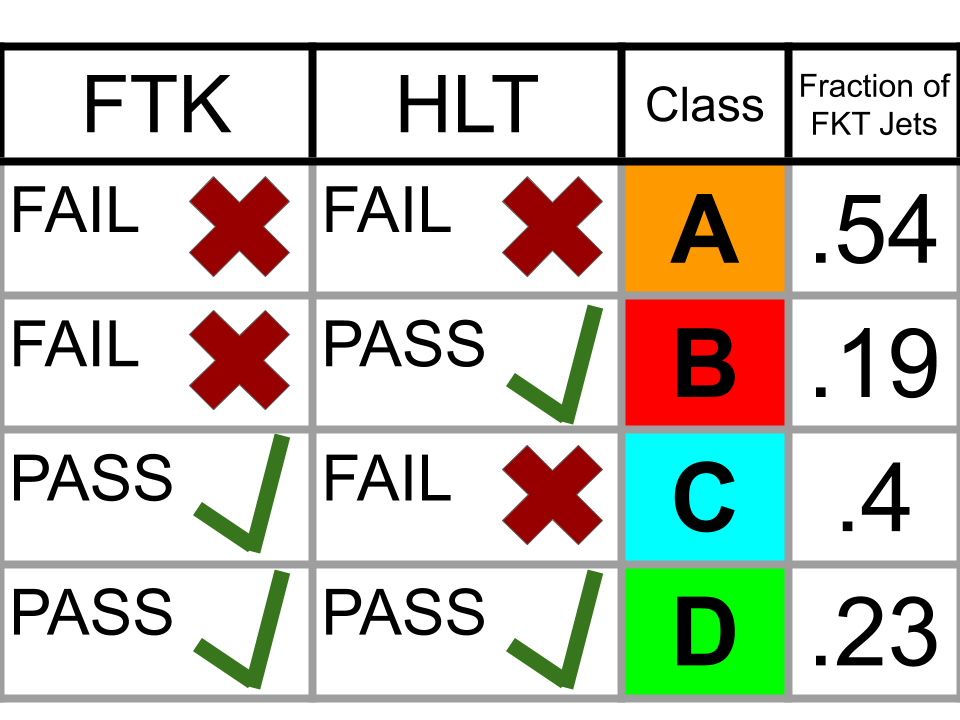 FTK HLT Class Fraction of
FKT Jets
FAIL FAIL A .54
FAIL PASS B .19
PASS FAIL C .4
PASS PASS D .23